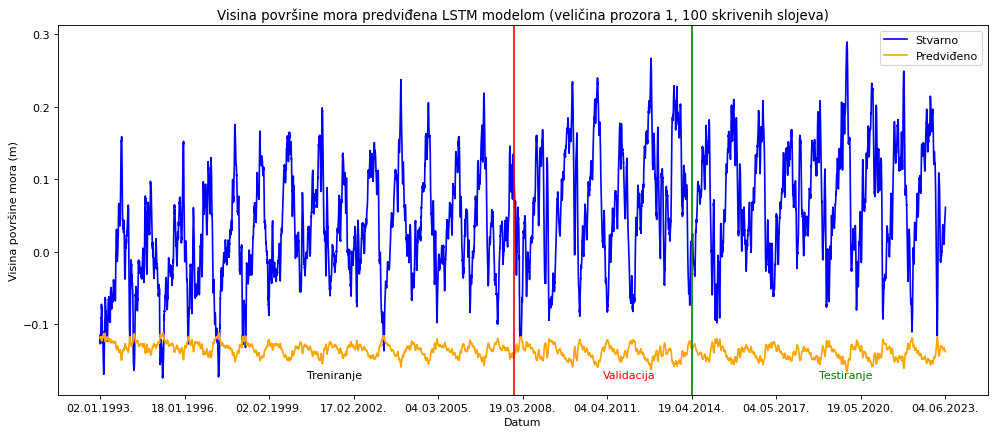 Visina površine mora predviđena LSTM modelom (veličina prozora 1, 100 skrivenih slojeva)
Stvarno
Predviđeno
Visina površine mora (m)
0.3
0.2
0.1
0.0
−0.1
Treniranje
Validacija
Testiranje
02.01.1993.
18.01.1996.
02.02.1999.
17.02.2002.
04.03.2005.
19.03.2008.
04.04.2011.
19.04.2014.
04.05.2017.
19.05.2020.
04.06.2023.
Datum